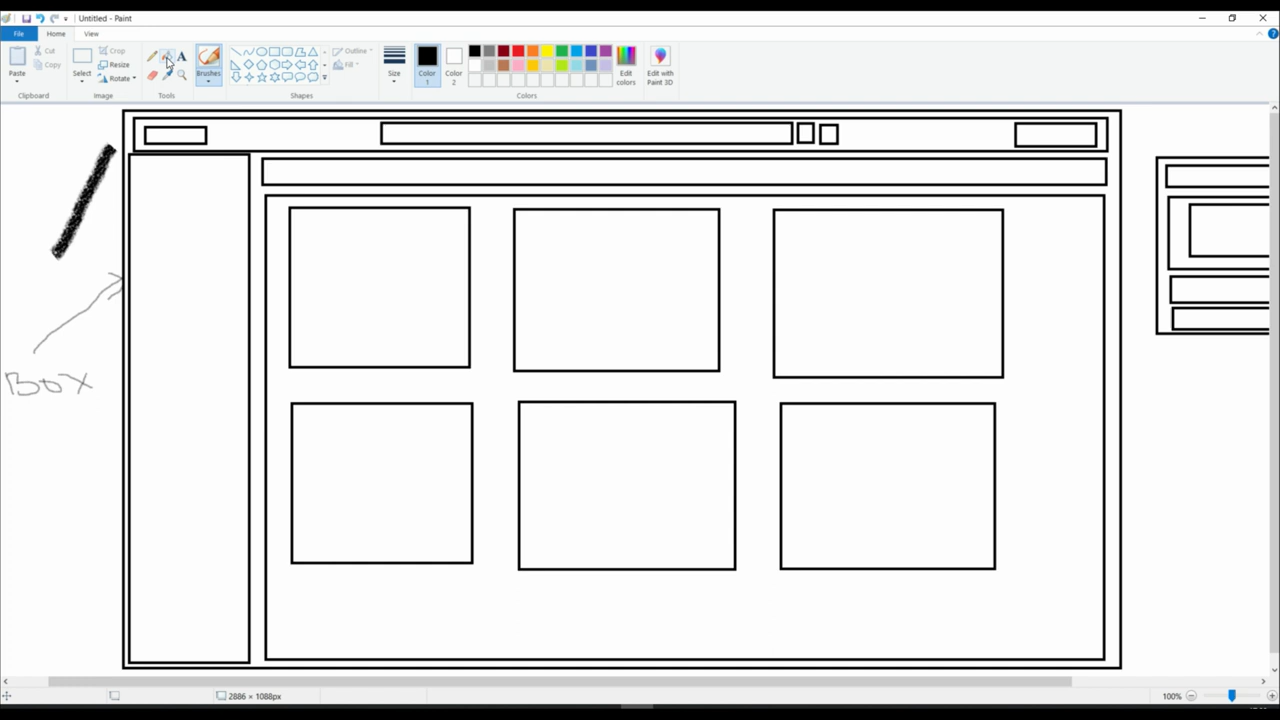 Untitled - Paint
File Home View
Paste
Cut
Copy
Clipboard
Select
Crop
Resize
Rotate
Image
A
Tools
Brushes
Shapes
Outline
Fill
Size
Color 1
Color 2
Edit colors
Colors
Edit with Paint 3D
BOX
2886 × 1088px
100%